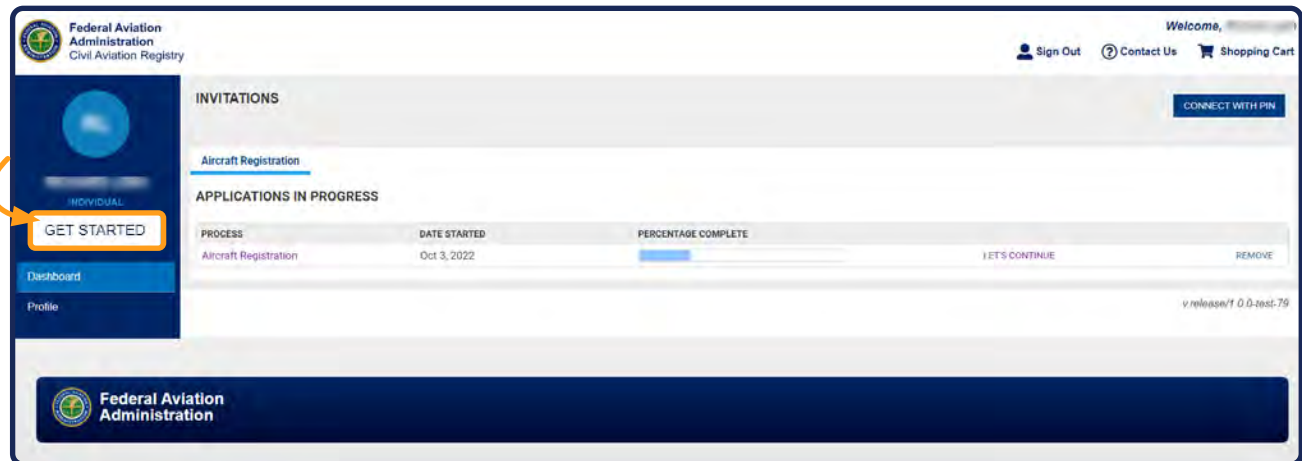 Federal Aviation
Administration
Civil Aviation Registry
Welcome,
Sign Out
Contact Us
Shopping Cart
INVITATIONS
CONNECT WITH PIN
INDIVIDUAL
GET STARTED
Dashboard
Profile
Aircraft Registration
APPLICATIONS IN PROGRESS
PROCESS DATE STARTED PERCENTAGE COMPLETE
Aircraft Registration Oct 3, 2022 LET'S CONTINUE REMOVE
v.release/1.0.0-test-79
Federal Aviation
Administration